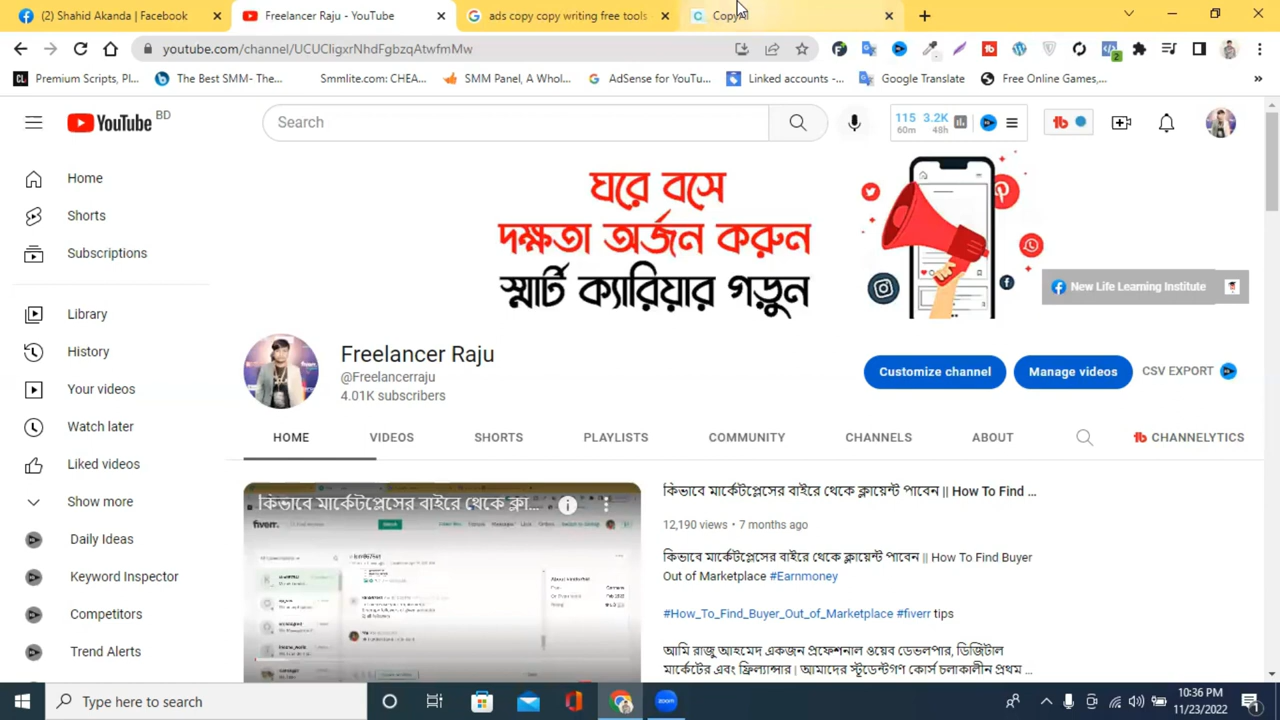 (2) Shahid Akanda | Facebook
Freelancer Raju - YouTube
ads copy copy writing free tools
CopyAI
youtube.com/channel/UCUCligxrNhdFgbzqAtwfmMw
2
Premium Scripts, Pl...
The Best SMM- The...
Smmlite.com: CHEA...
SMM Panel, A Whol...
AdSense for YouTu...
Linked accounts -...
Google Translate
Free Online Games,...
YouTube BD
Search
115 3.2K
60m 48h
Home
Shorts
Subscriptions
Library
History
Your videos
Watch later
Liked videos
Show more
Daily Ideas
Keyword Inspector
Competitors
Trend Alerts
ঘরে বসে
দক্ষতা অর্জন করুন
স্মার্ট ক্যারিয়ার গড়ুন
New Life Learning Institute
Freelancer Raju
@Freelancerraju
4.01K subscribers
Customize channel
Manage videos
CSV EXPORT
HOME
VIDEOS
SHORTS
PLAYLISTS
COMMUNITY
CHANNELS
ABOUT
CHANNELYTICS
কিভাবে মার্কেটপ্লেসের বাইরে থেকে ক্লা...
fiverr.
কিভাবে মার্কেটপ্লেসের বাইরে থেকে ক্লায়েন্ট পাবেন || How To Find ...
12,190 views • 7 months ago
কিভাবে মার্কেটপ্লেসের বাইরে থেকে ক্লায়েন্ট পাবেন || How To Find Buyer
Out of Marketplace #Earnmoney
#How_To_Find_Buyer_Out_of_Marketplace #fiverr tips
আমি রাজু আহমেদ একজন প্রফেশনাল ওয়েব ডেভলপার, ডিজিটাল
মার্কেটের এবং ফ্রিল্যান্সার। আমাদের স্টুডেন্টগণ কোর্স চলাকালীন প্রথম ...
Type here to search
10:36 PM
11/23/2022
1